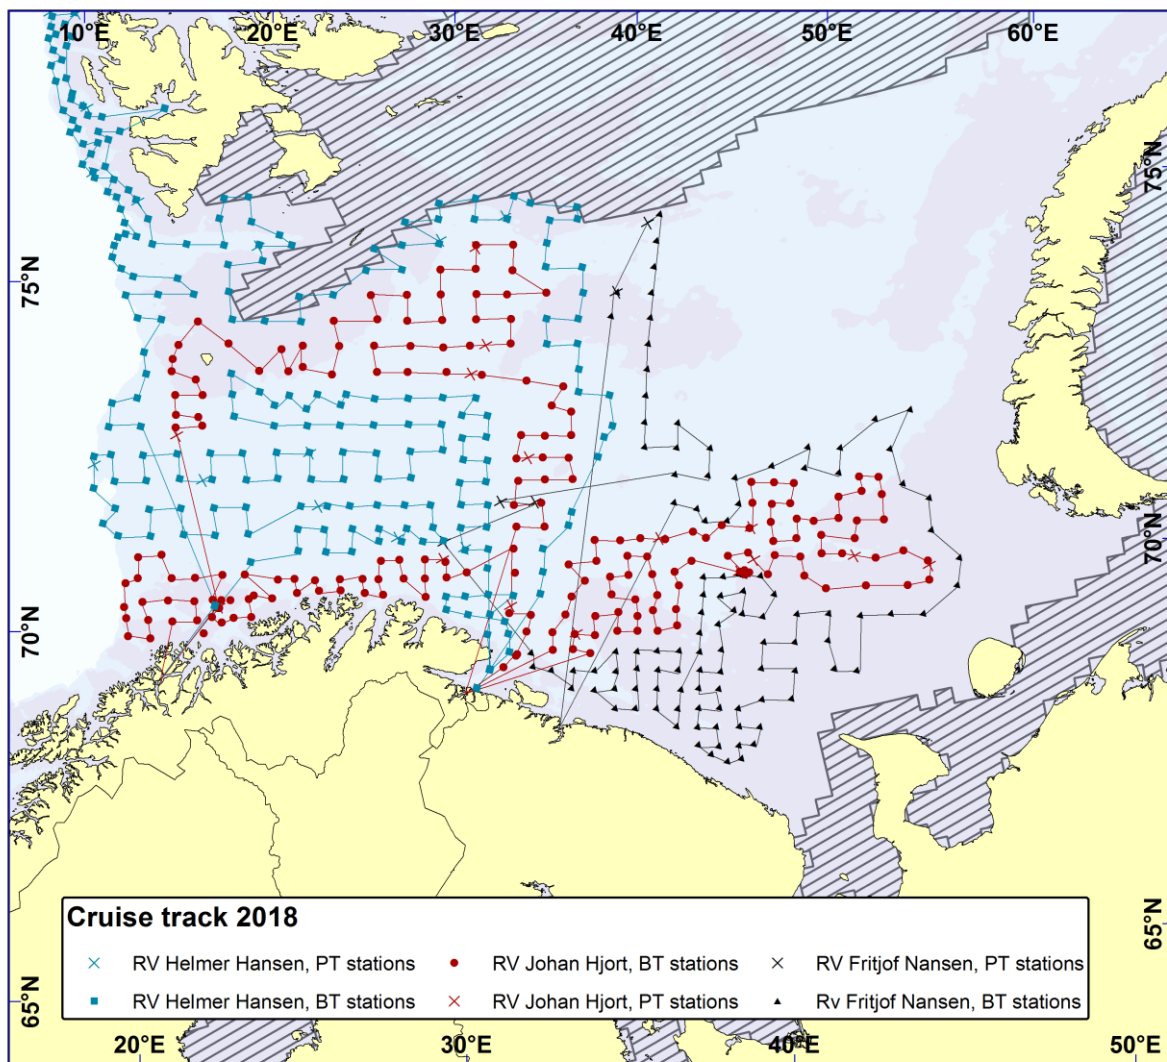 10°E 20°E 30°E 40°E 50°E 60°E
75°N
75°N
70°N
70°N
65°N
65°N
Cruise track 2018
RV Helmer Hansen, PT stations RV Johan Hjort, BT stations RV Fritjof Nansen, PT stations
RV Helmer Hansen, BT stations RV Johan Hjort, PT stations Rv Fritjof Nansen, BT stations
20°E 30°E 40°E 50°E